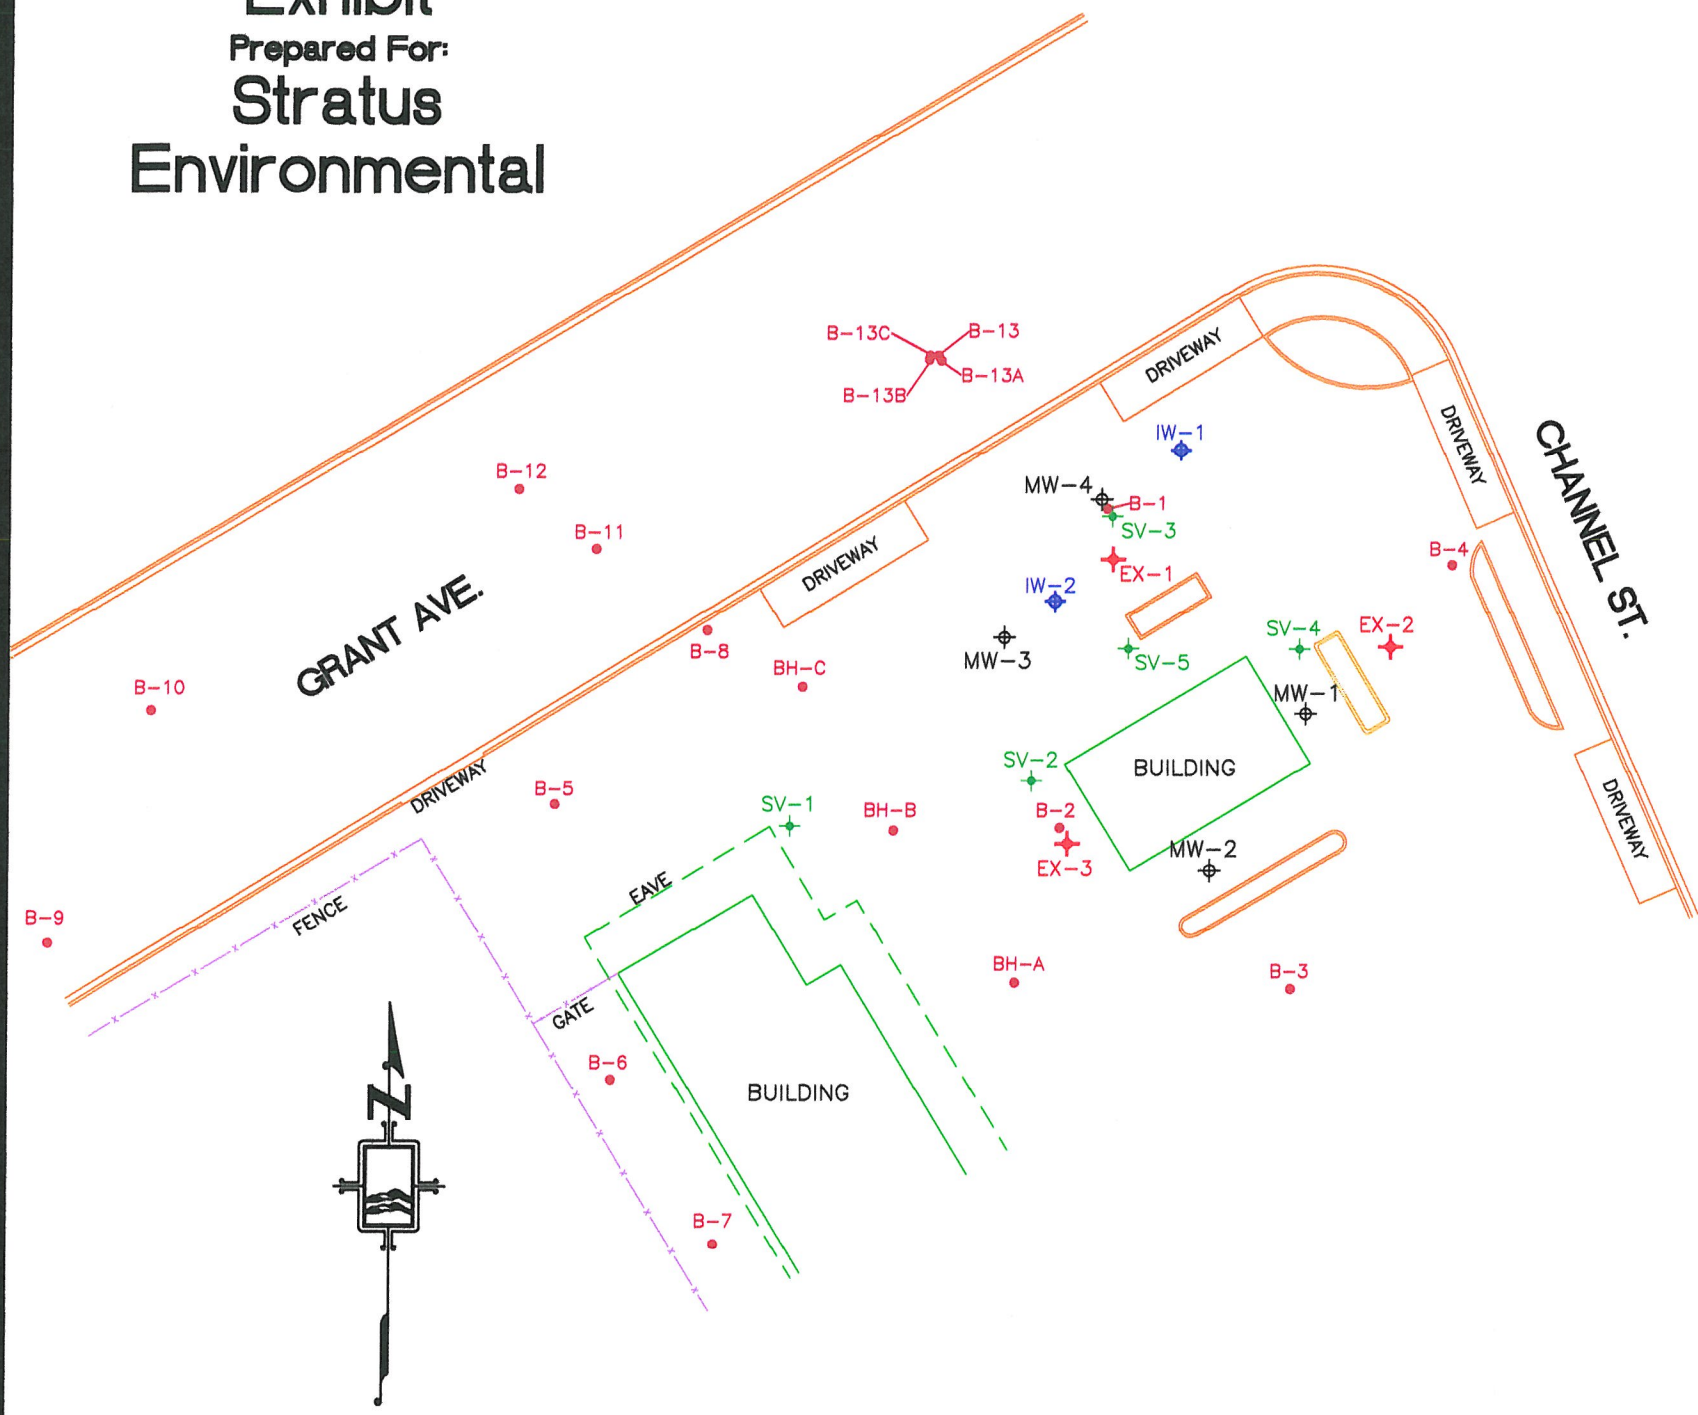 Exhibit
Prepared For:
Stratus
Environmental
B-13C
B-13
B-13A
B-13B
DRIVEWAY
IW-1
DRIVEWAY
CHANNEL ST.
B-12
MW-4
B-1
SV-3
B-11
DRIVEWAY
EX-1
B-4
IW-2
GRANT AVE.
B-8
BH-C
MW-3
SV-5
SV-4
EX-2
B-10
MW-1
SV-2
BUILDING
DRIVEWAY
B-5
SV-1
BH-B
B-2
EX-3
MW-2
DRIVEWAY
EAVE
FENCE
B-9
BH-A
B-3
GATE
B-6
BUILDING
N
B-7